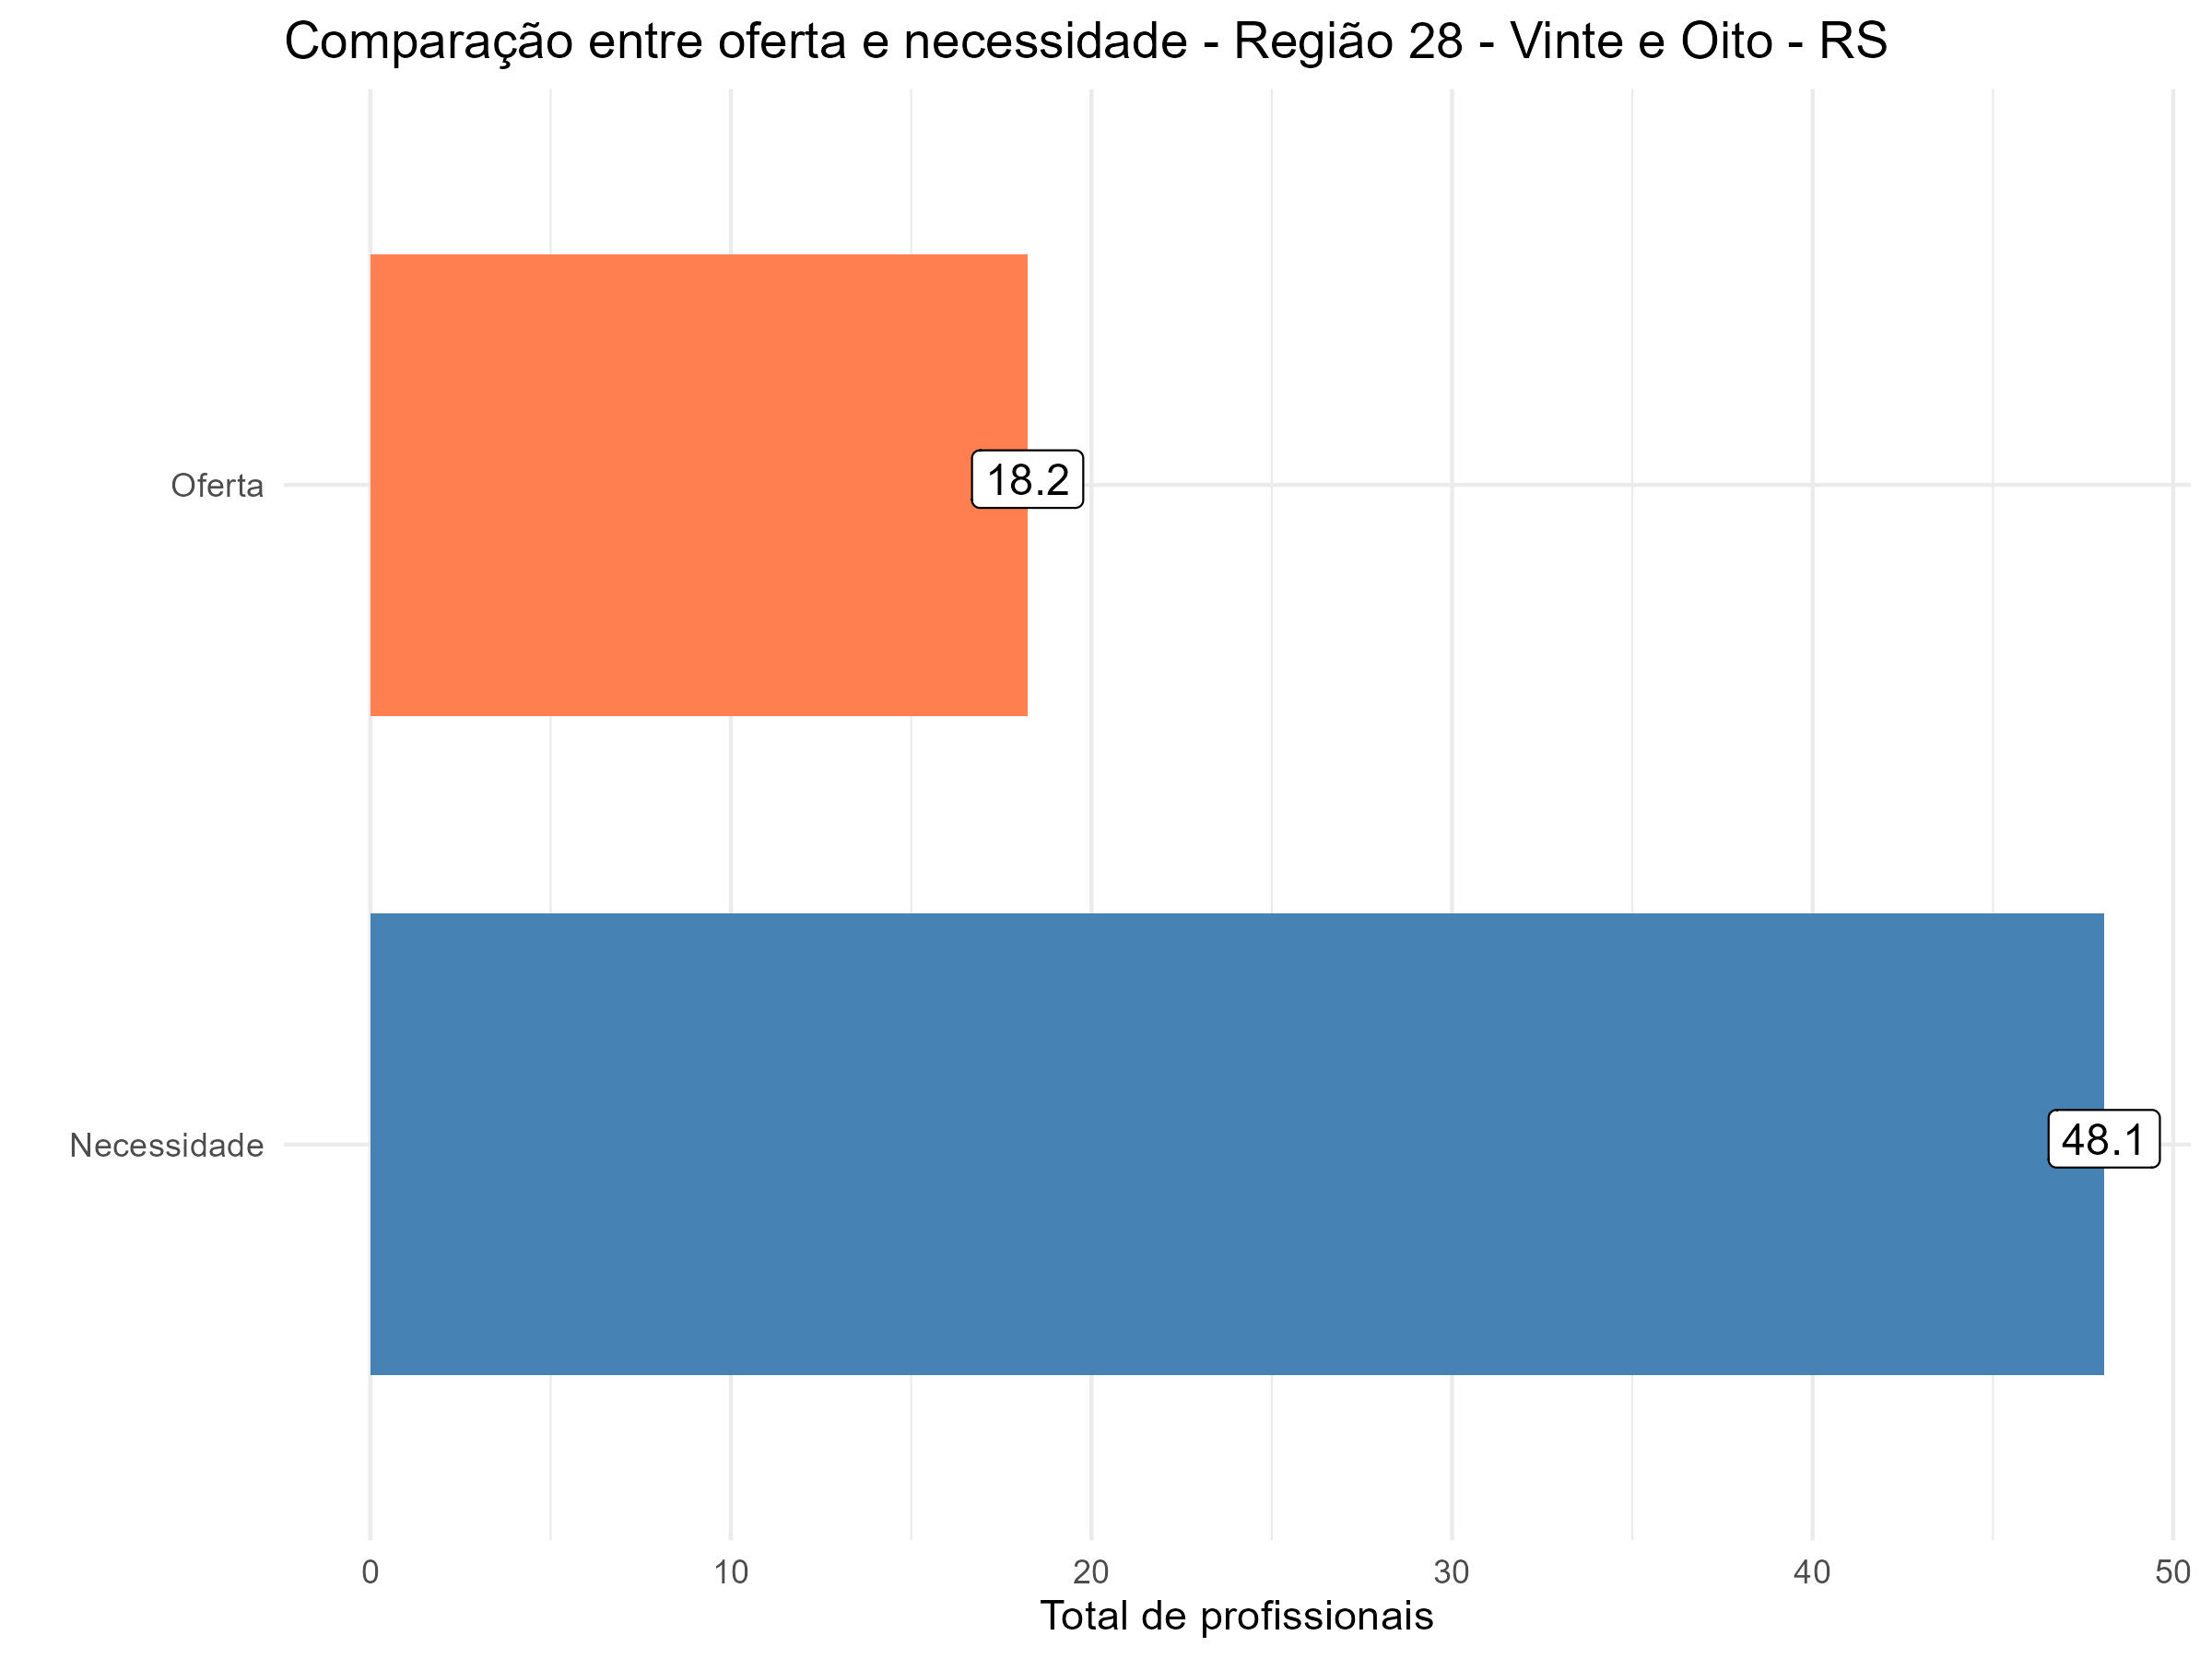 Comparação entre oferta e necessidade - Região 28 - Vinte e Oito - RS
Oferta
18.2
Necessidade
48.1
0 10 20 30 40 50
Total de profissionais